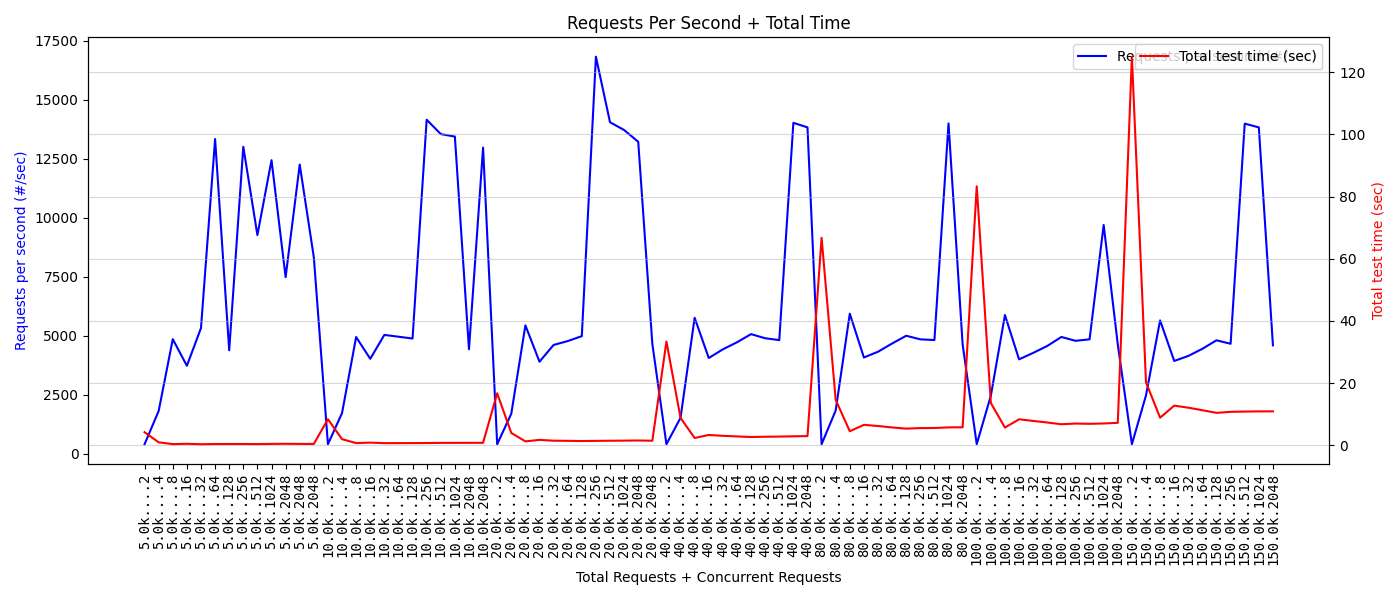 Requests Per Second + Total Time
Requests per second (#/sec)
Total test time (sec)
17500
15000
12500
10000
7500
5000
2500
0
120
100
80
60
40
20
0
Requests per second (#/sec)
Total test time (sec)
5.0k....2
5.0k....4
5.0k....8
5.0k...16
5.0k...32
5.0k...64
5.0k..128
5.0k..256
5.0k..512
5.0k.1024
5.0k.2048
5.0k.2048
10.0k....2
10.0k....4
10.0k....8
10.0k...16
10.0k...32
10.0k...64
10.0k..128
10.0k..256
10.0k..512
10.0k.1024
10.0k.2048
10.0k.2048
20.0k....2
20.0k....4
20.0k....8
20.0k...16
20.0k...32
20.0k...64
20.0k..128
20.0k..256
20.0k..512
20.0k.1024
20.0k.2048
20.0k.2048
40.0k....2
40.0k....4
40.0k....8
40.0k...16
40.0k...32
40.0k...64
40.0k..128
40.0k..256
40.0k..512
40.0k.1024
40.0k.2048
80.0k....2
80.0k....4
80.0k....8
80.0k...16
80.0k...32
80.0k...64
80.0k..128
80.0k..256
80.0k..512
80.0k.1024
80.0k.2048
100.0k....2
100.0k....4
100.0k....8
100.0k...16
100.0k...32
100.0k...64
100.0k..128
100.0k..256
100.0k..512
100.0k.1024
100.0k.2048
150.0k....2
150.0k....4
150.0k....8
150.0k...16
150.0k...32
150.0k...64
150.0k..128
150.0k..256
150.0k..512
150.0k.1024
150.0k.2048
Total Requests + Concurrent Requests